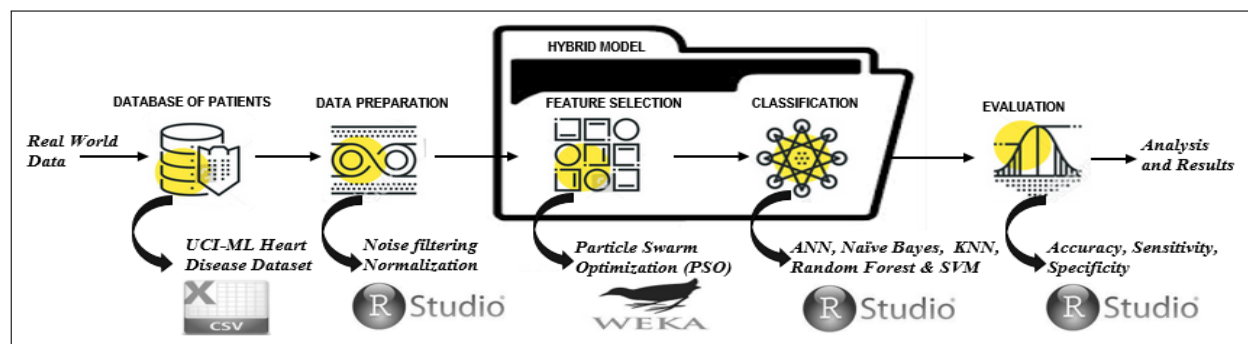 HYBRID MODEL
DATABASE OF PATIENTS
DATA PREPARATION
FEATURE SELECTION
CLASSIFICATION
EVALUATION
Real World
Data
Analysis
and Results
UCI-ML Heart
Disease Dataset
X
CSV
Noise filtering
Normalization
R Studio
Particle Swarm
Optimization (PSO)
WEKA
ANN, Naïve Bayes, KNN,
Random Forest & SVM
R Studio
Accuracy, Sensitivity,
Specificity
R Studio